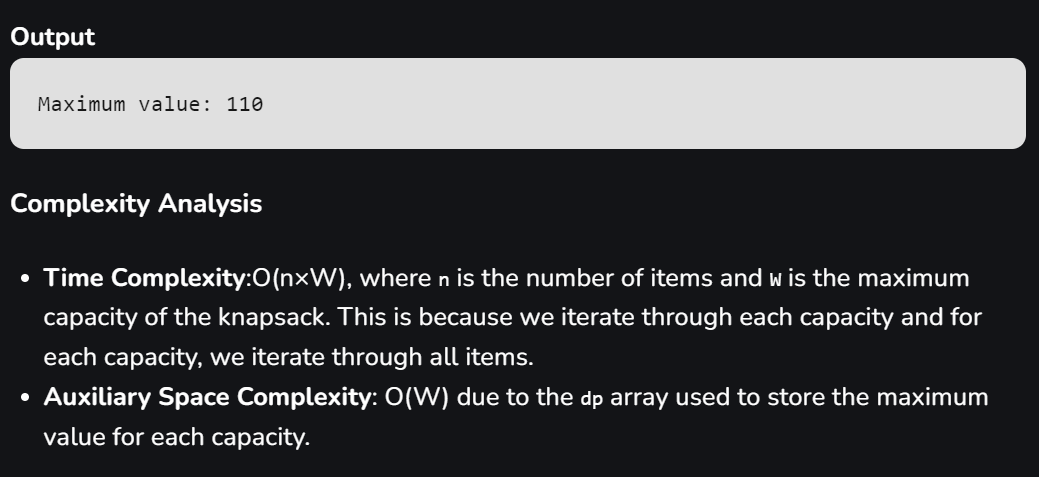 Output
Maximum value: 110
Complexity Analysis
• Time Complexity:O(n×W), where n is the number of items and W is the maximum
capacity of the knapsack. This is because we iterate through each capacity and for
each capacity, we iterate through all items.
• Auxiliary Space Complexity: O(W) due to the dp array used to store the maximum
value for each capacity.